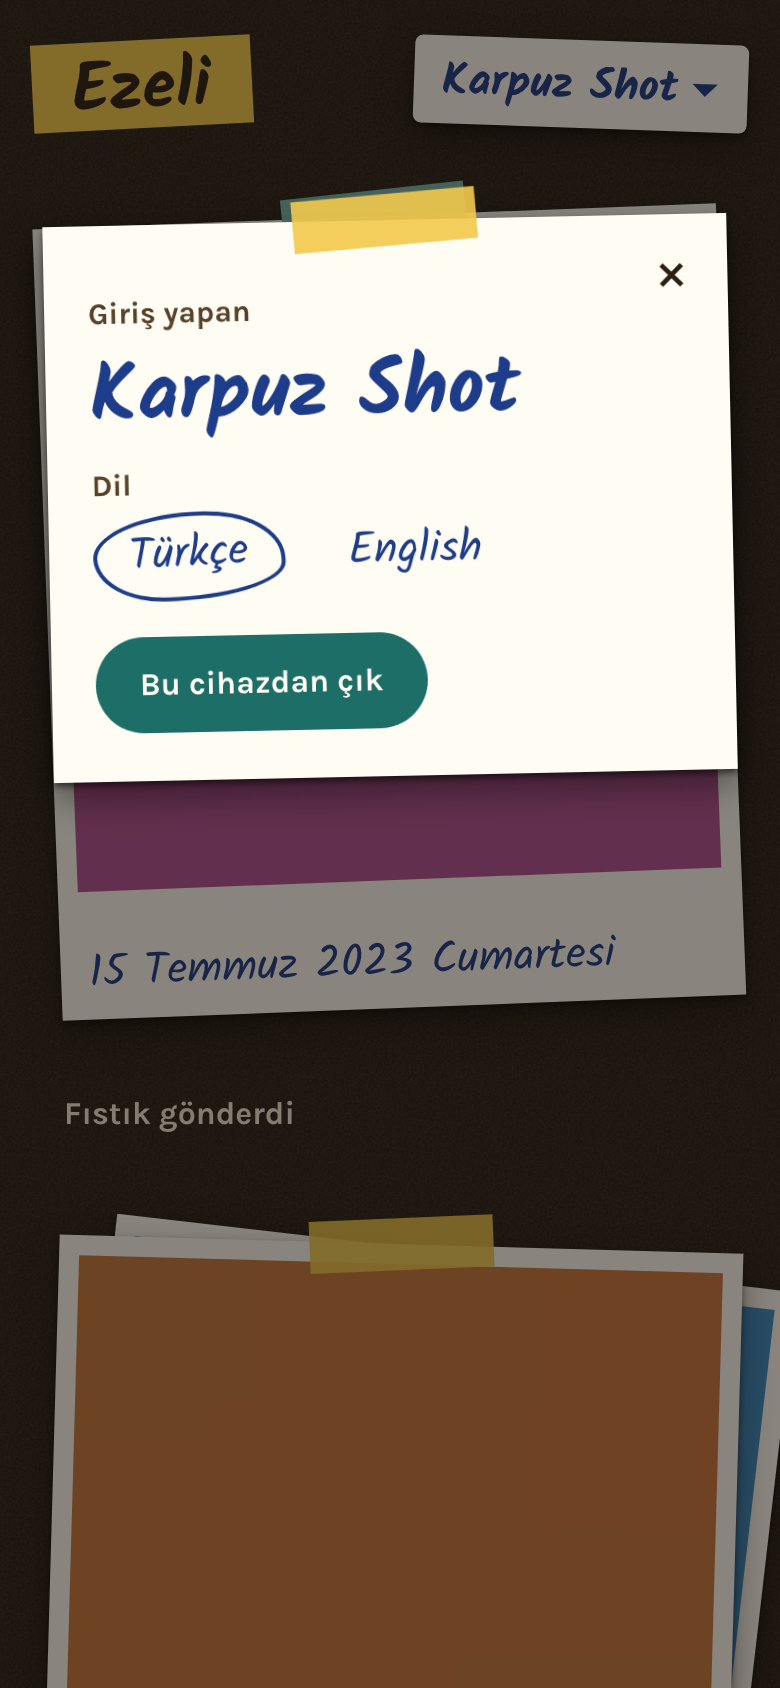 Ezeli
Karpuz Shot
Giriş yapan
Karpuz Shot
Dil
Türkçe English
Bu cihazdan çık
15 Temmuz 2023 Cumartesi
Fıstık gönderdi